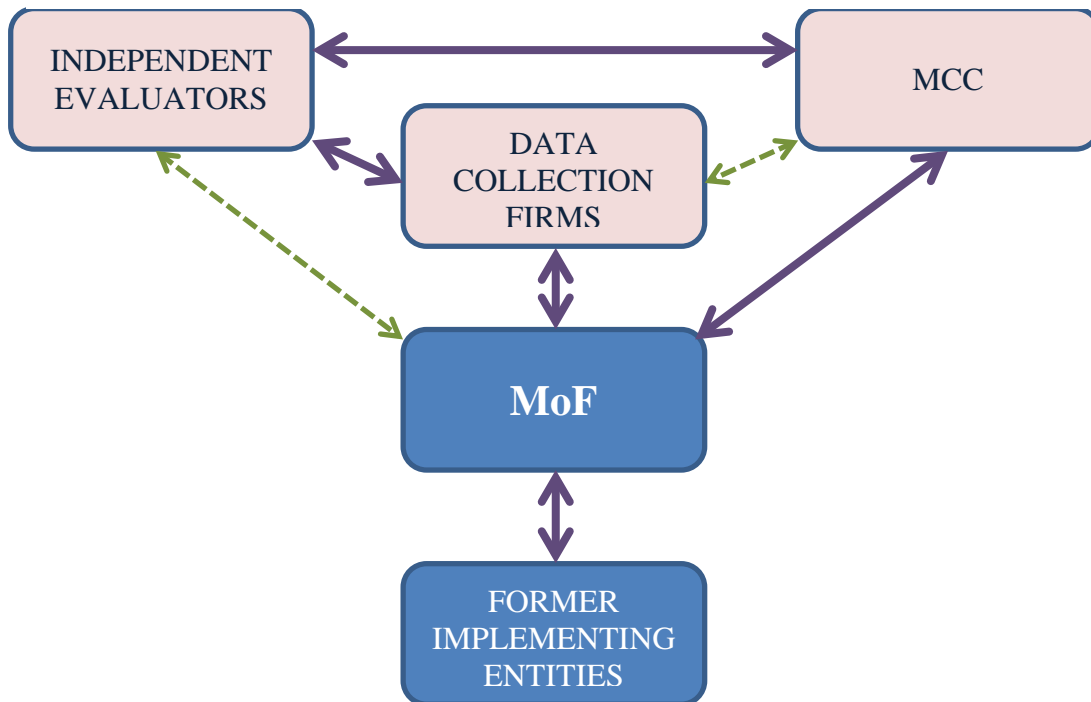 INDEPENDENT
EVALUATORS
MCC
DATA
COLLECTION
FIRMS
MoF
FORMER
IMPLEMENTING
ENTITIES